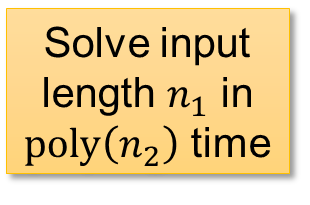 Solve input
length n₁ in
poly(n₂) time